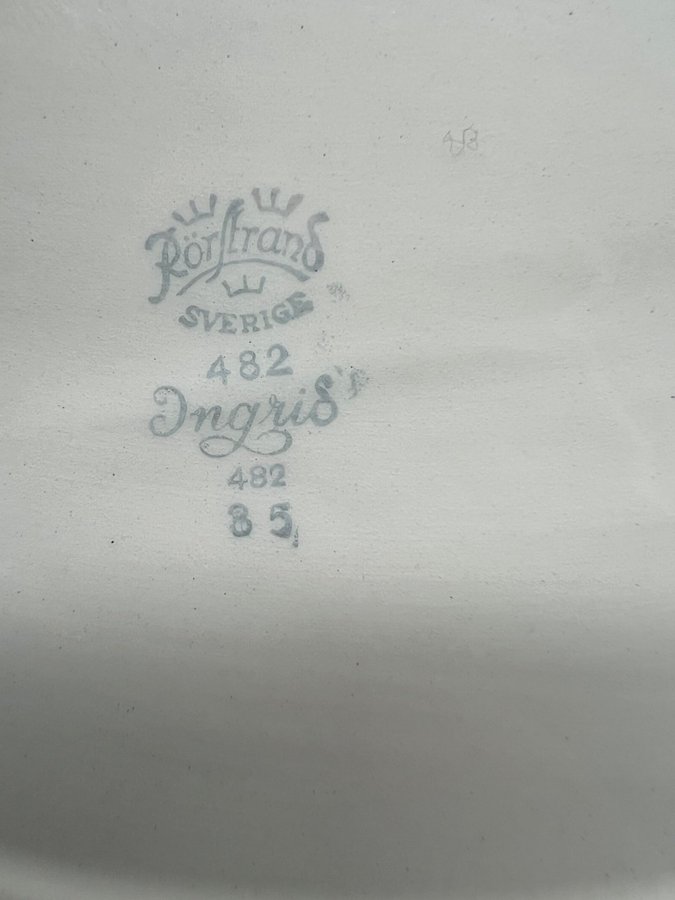 Rörstrand
SVERIGE
482
Ingrid
482
85